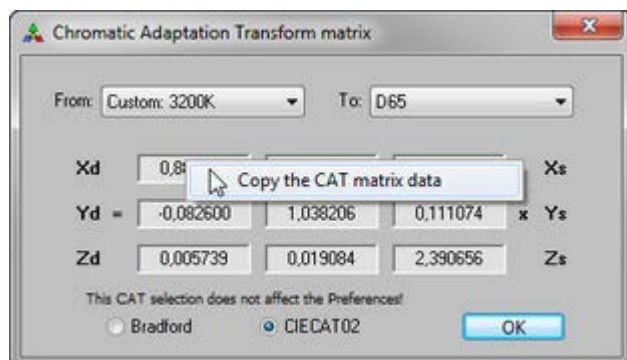 Chromatic Adaptation Transform matrix
From: Custom: 3200K To: D65
Xd 0,8 Xs
Copy the CAT matrix data
Yd = -0,082600 1,038206 0,111074 x Ys
Zd 0,005739 0,019084 2,390656 Zs
This CAT selection does not affect the Preferences!
Bradford CIECAT02 OK